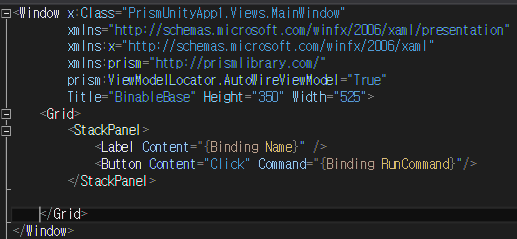 <Window x:Class="PrismUnityApp1.Views.MainWindow"
xmlns="http://schemas.microsoft.com/winfx/2006/xaml/presentation"
xmlns:x="http://schemas.microsoft.com/winfx/2006/xaml"
xmlns:prism="http://prismlibrary.com/"
prism:ViewModelLocator.AutoWireViewModel="True"
Title="BinableBase" Height="350" Width="525">
<Grid>
<StackPanel>
<Label Content="{Binding Name}" />
<Button Content="Click" Command="{Binding RunCommand}"/>
</StackPanel>
</Grid>
</Window>